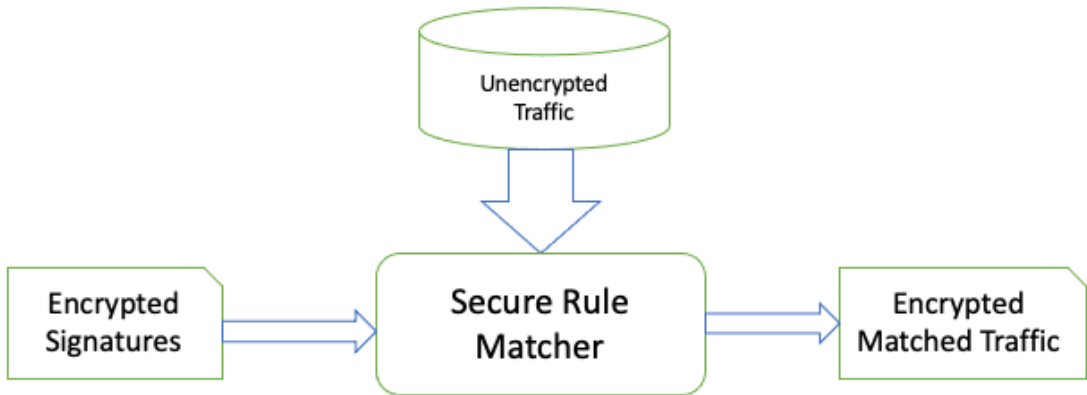 Unencrypted
Traffic
Encrypted
Signatures
Secure Rule
Matcher
Encrypted
Matched Traffic